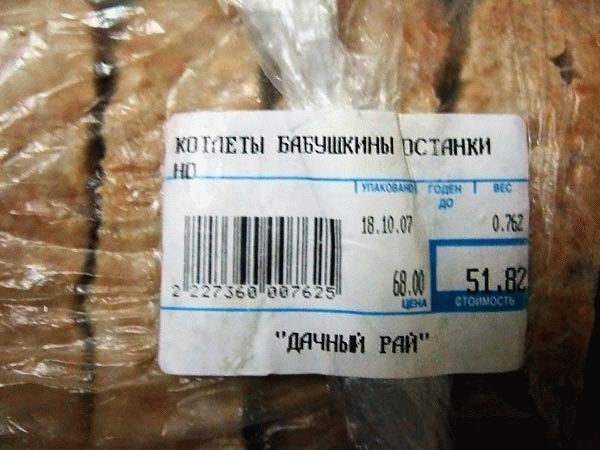 КОТЛЕТЫ БАБУШКИНЫ ОСТАНКИ
НО
УПАКОВАНО ГОДЕН ДО ВЕС
18.10.07 0.762
68.00 51.82
ЦЕНА СТОИМОСТЬ
2 227360 007625
"ДАЧНЫЙ РАЙ"